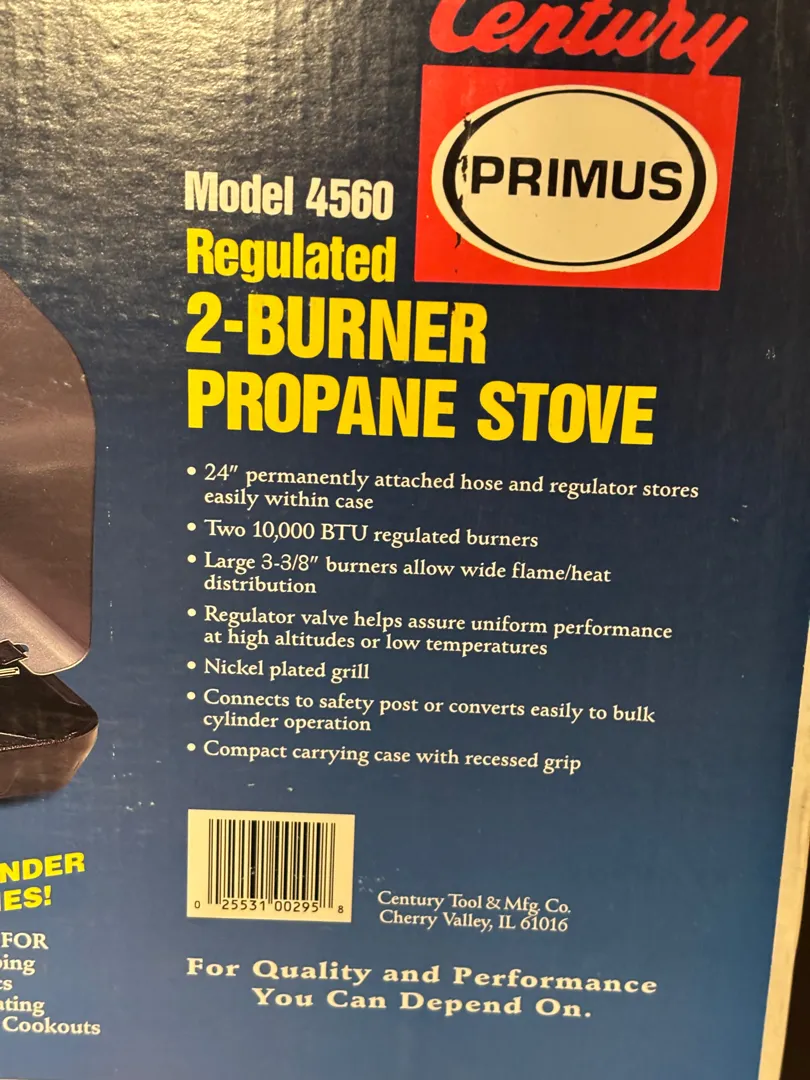 Century
PRIMUS
Model 4560
Regulated
2-BURNER
PROPANE STOVE
• 24" permanently attached hose and regulator stores
easily within case
• Two 10,000 BTU regulated burners
• Large 3-3/8" burners allow wide flame/heat
distribution
• Regulator valve helps assure uniform performance
at high altitudes or low temperatures
• Nickel plated grill
• Connects to safety post or converts easily to bulk
cylinder operation
• Compact carrying case with recessed grip
0 25531 00295 8
Century Tool & Mfg. Co.
Cherry Valley, IL 61016
For Quality and Performance
You Can Depend On.
NDER
ES!
FOR
ing
s
ting
Cookouts